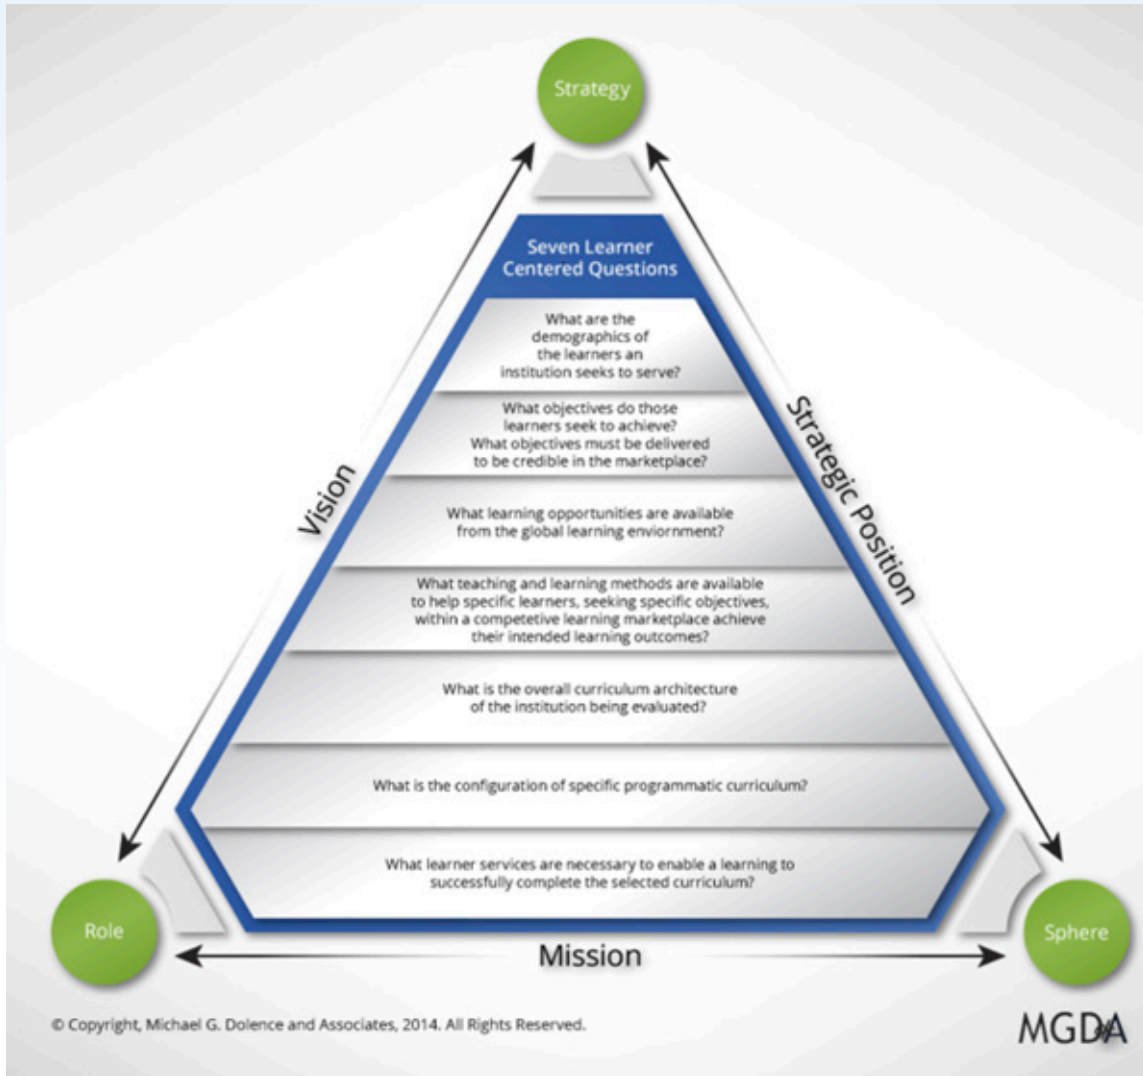 Strategy
Seven Learner
Centered Questions
What are the
demographics of
the learners an
institution seeks to serve?
What objectives do those
learners seek to achieve?
What objectives must be delivered
to be credible in the marketplace?
What learning opportunities are available
from the global learning enviornment?
What teaching and learning methods are available
to help specific learners, seeking specific objectives,
within a competetive learning marketplace achieve
their intended learning outcomes?
What is the overall curriculum architecture
of the institution being evaluated?
What is the configuration of specific programmatic curriculum?
What learner services are necessary to enable a learning to
successfully complete the selected curriculum?
Vision
Strategic Position
Role
Mission
Sphere
© Copyright, Michael G. Dolence and Associates, 2014. All Rights Reserved.
MGDA